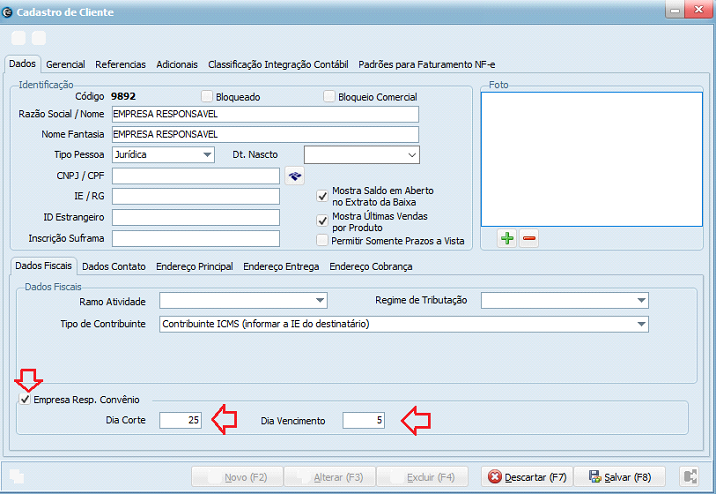 Cadastro de Cliente
Dados Gerencial Referencias Adicionais Classificação Integração Contábil Padrões para Faturamento NF-e
Identificação
Foto
Código 9892 Bloqueado Bloqueio Comercial
Razão Social / Nome EMPRESA RESPONSAVEL
Nome Fantasia EMPRESA RESPONSAVEL
Tipo Pessoa Jurídica Dt. Nascto
CNPJ / CPF
IE / RG
Mostra Saldo em Aberto
no Extrato da Baixa
ID Estrangeiro
Mostra Últimas Vendas
por Produto
Inscrição Suframa
Permitir Somente Prazos a Vista
Dados Fiscais Dados Contato Endereço Principal Endereço Entrega Endereço Cobrança
Dados Fiscais
Ramo Atividade Regime de Tributação
Tipo de Contribuinte Contribuinte ICMS (informar a IE do destinatário)
Empresa Resp. Convênio
Dia Corte 25 Dia Vencimento 5
Novo (F2) Alterar (F3) Excluir (F4) Descartar (F7) Salvar (F8)